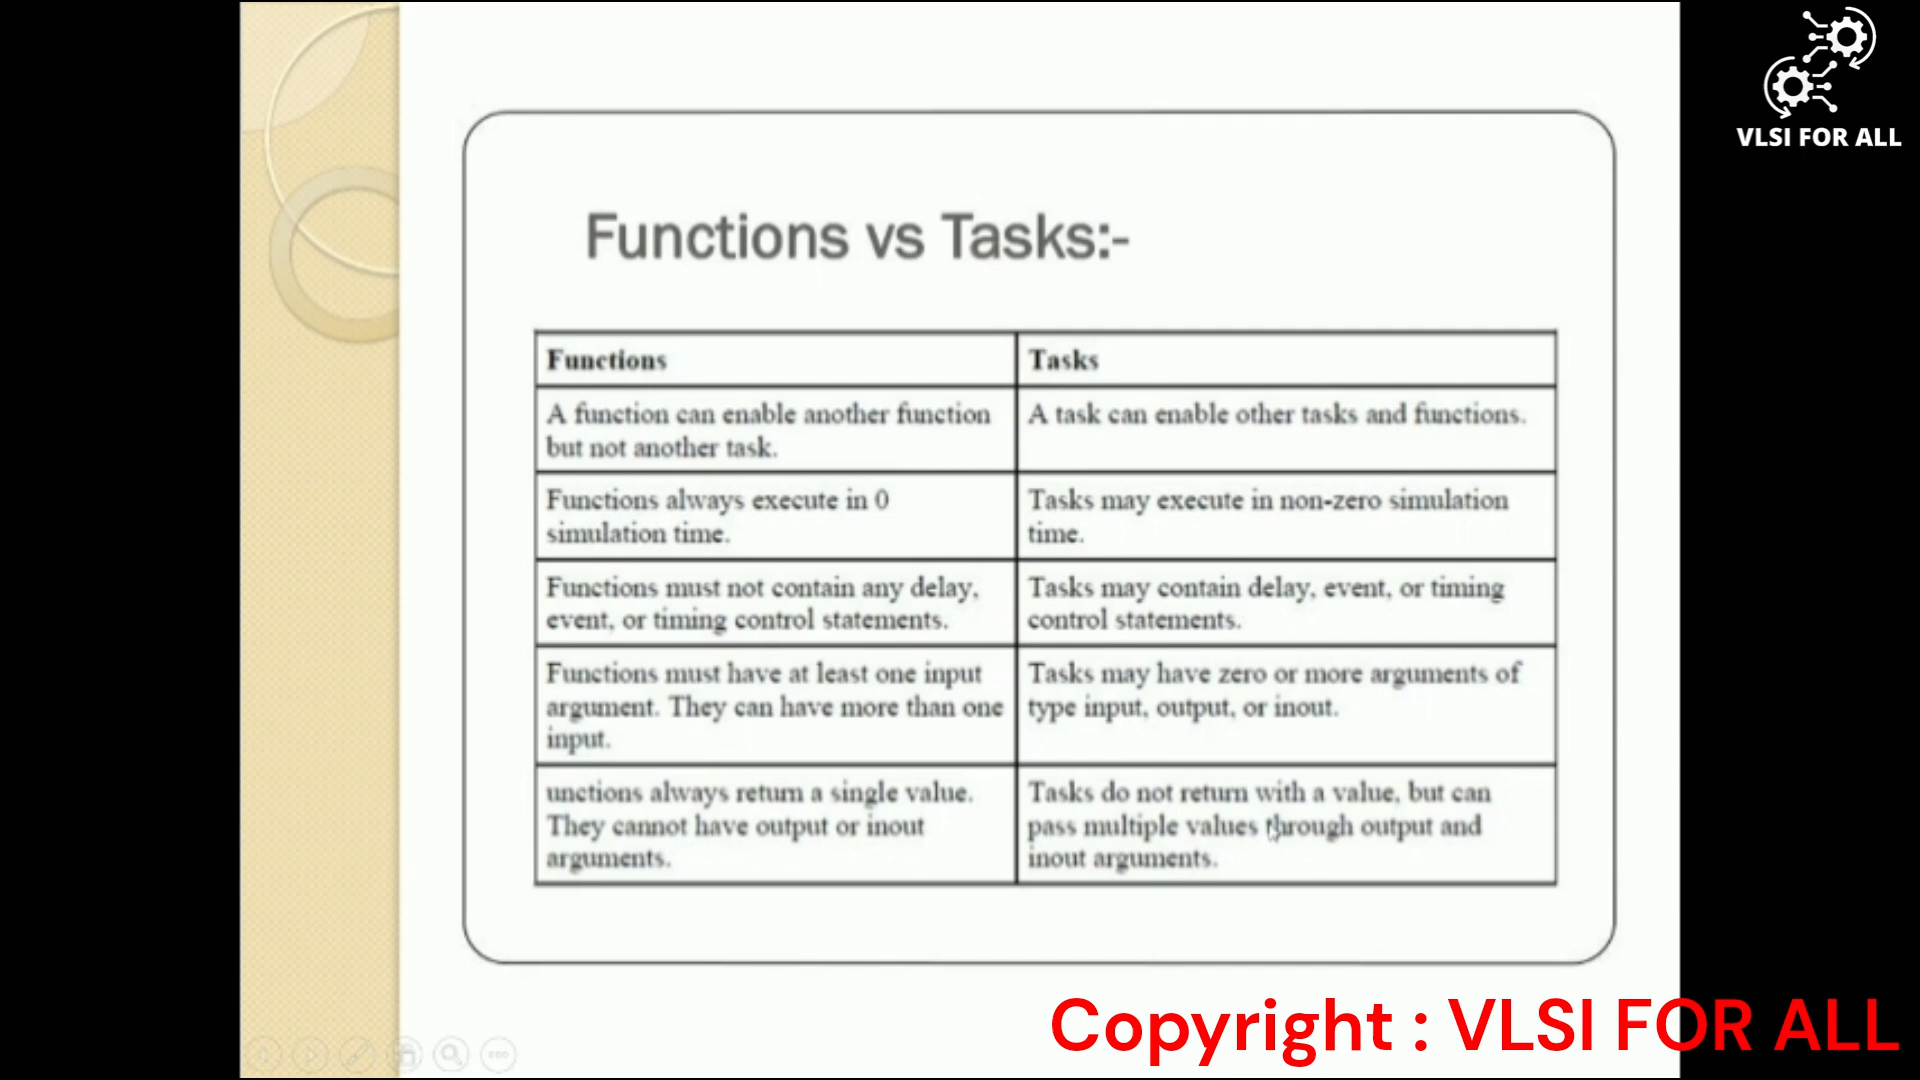 VLSI FOR ALL
Functions vs Tasks:-
Functions
Tasks
A function can enable another function
but not another task.
A task can enable other tasks and functions.
Functions always execute in 0
simulation time.
Tasks may execute in non-zero simulation
time.
Functions must not contain any delay,
event, or timing control statements.
Tasks may contain delay, event, or timing
control statements.
Functions must have at least one input
argument. They can have more than one
input.
Tasks may have zero or more arguments of
type input, output, or inout.
unctions always return a single value.
They cannot have output or inout
arguments.
Tasks do not return with a value, but can
pass multiple values through output and
inout arguments.
Copyright : VLSI FOR ALL